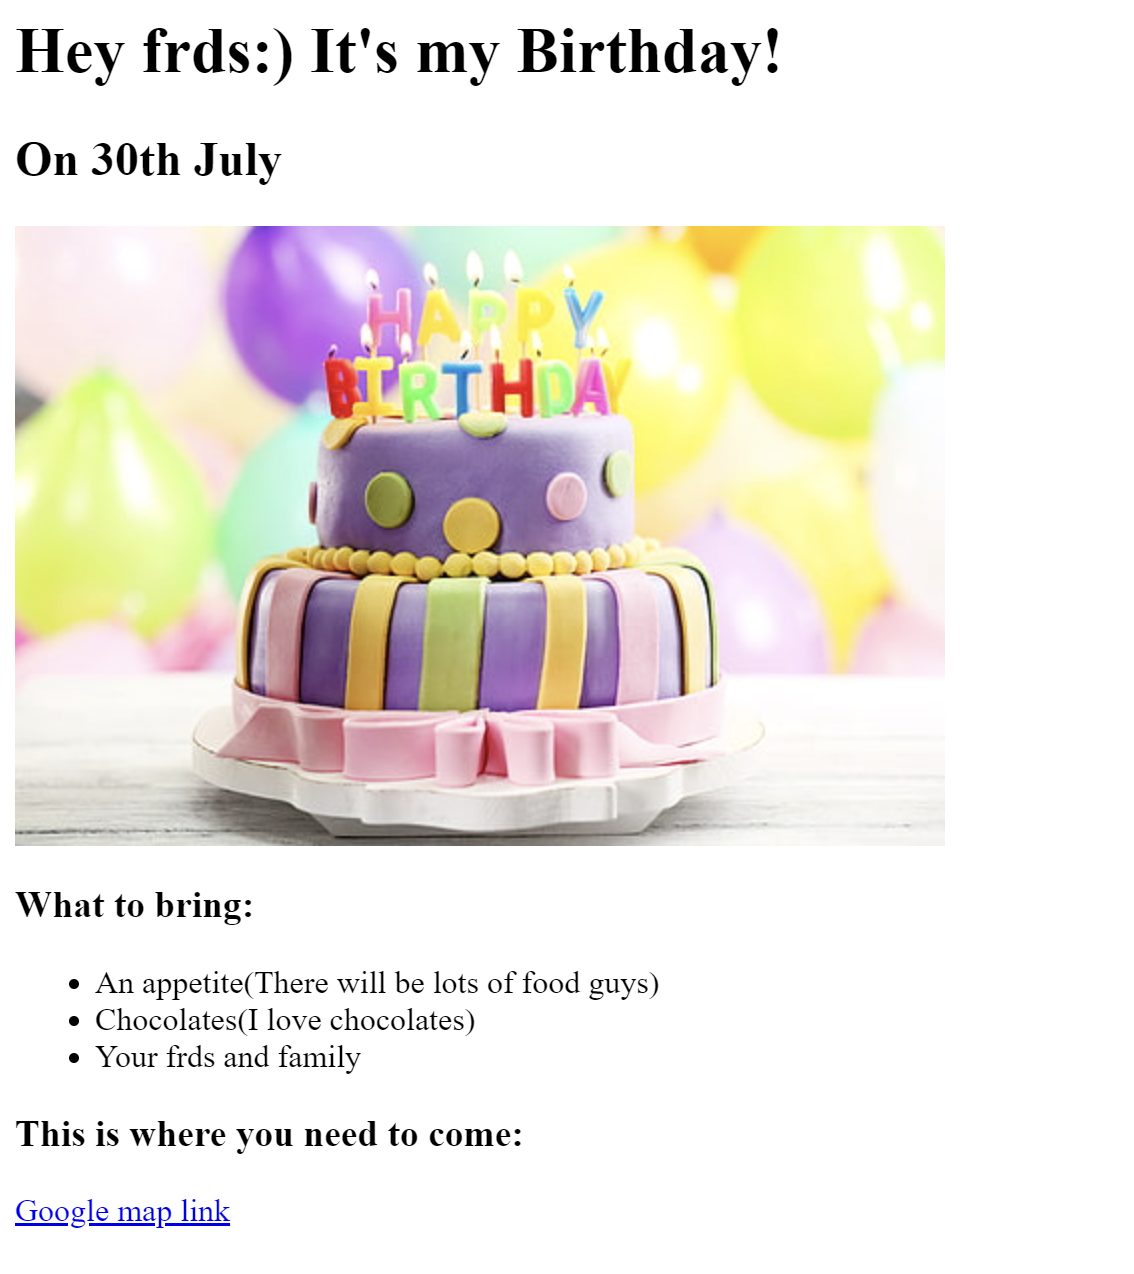 Hey frds:) It's my Birthday!
On 30th July
HAPPY
BIRTHDAY
What to bring:
An appetite(There will be lots of food guys)
Chocolates(I love chocolates)
Your frds and family
This is where you need to come:
Google map link